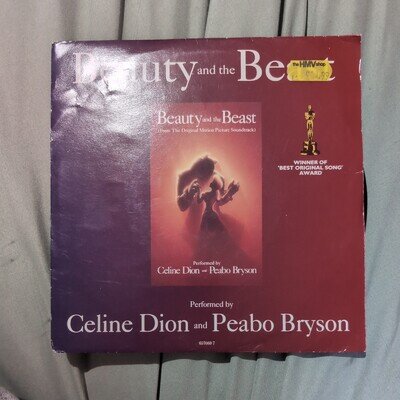 Beauty and the Beast
the HMV shop
Beauty and the Beast
(From The Original Motion Picture Soundtrack)
WINNER OF
'BEST ORIGINAL SONG'
AWARD
Performed by
Celine Dion and Peabo Bryson
Performed by
Celine Dion and Peabo Bryson